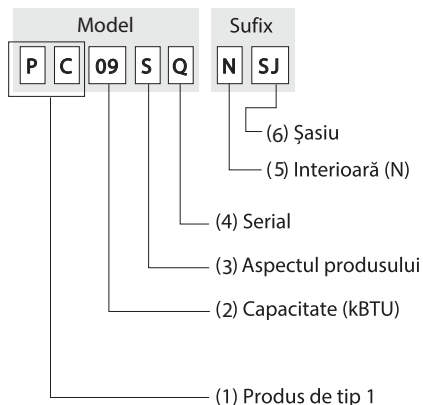 Model Sufix
P C 09 S Q N SJ
(6) Șasiu
(5) Interioară (N)
(4) Serial
(3) Aspectul produsului
(2) Capacitate (kBTU)
(1) Produs de tip 1